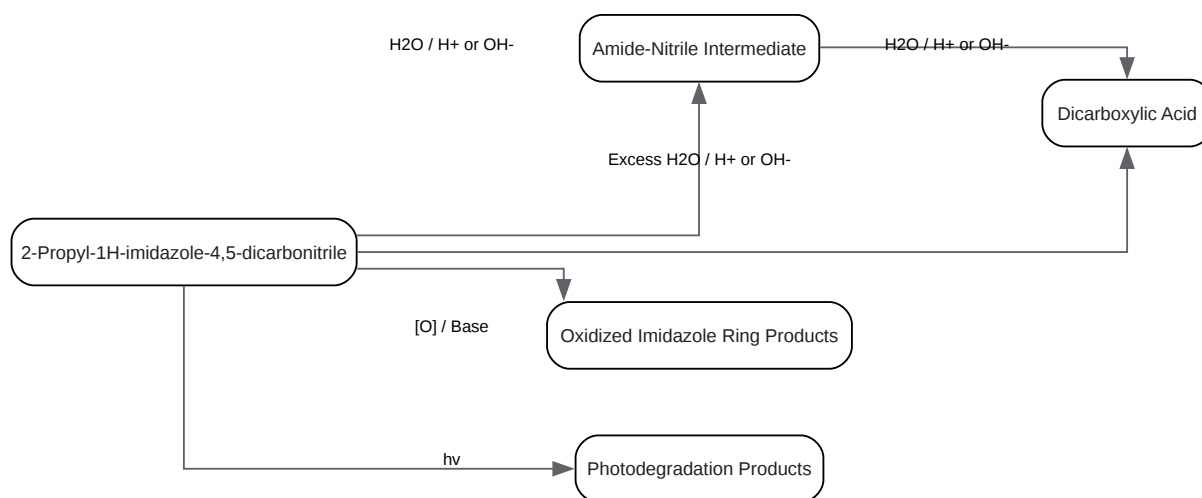 H2O / H+ or OH-
Amide-Nitrile Intermediate
H2O / H+ or OH-
Dicarboxylic Acid
Excess H2O / H+ or OH-
2-Propyl-1H-imidazole-4,5-dicarbonitrile
[O] / Base
Oxidized Imidazole Ring Products
hv
Photodegradation Products